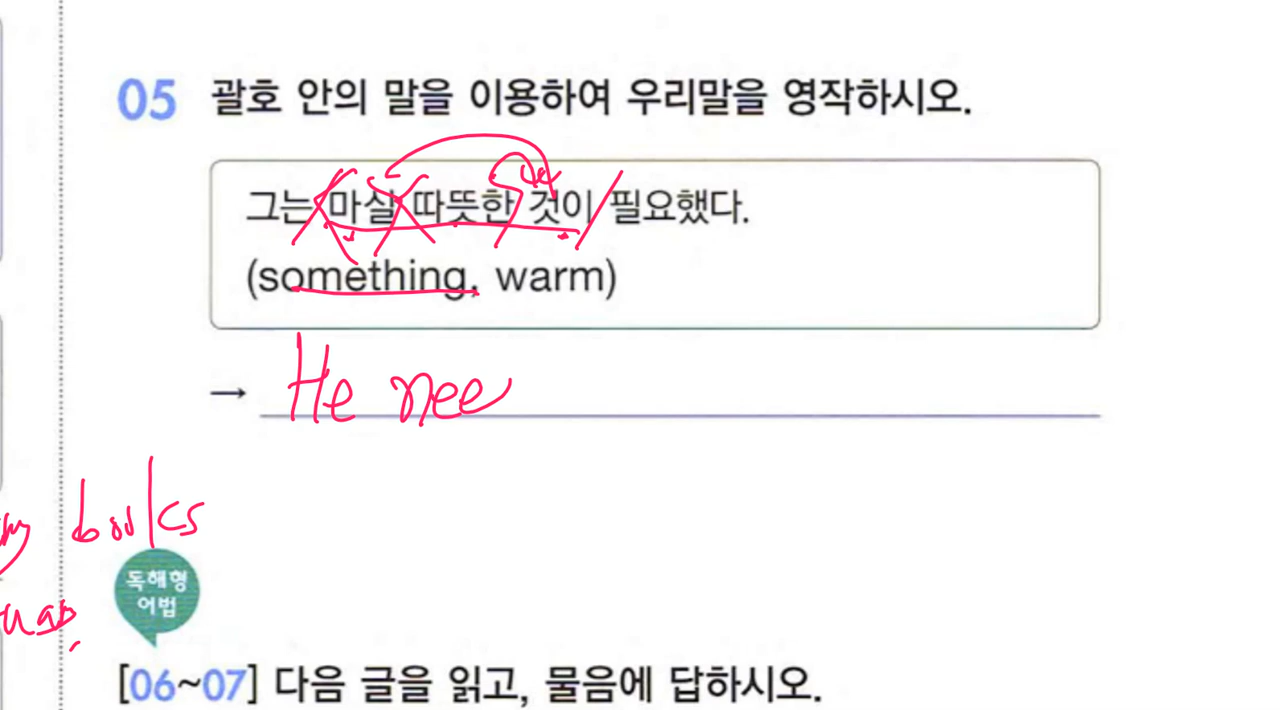 05 괄호 안의 말을 이용하여 우리말을 영작하시오.
그는 마실 따뜻한 것이 필요했다.
(something, warm)
→ He nee
books
독해형
어법
[06~07] 다음 글을 읽고, 물음에 답하시오.